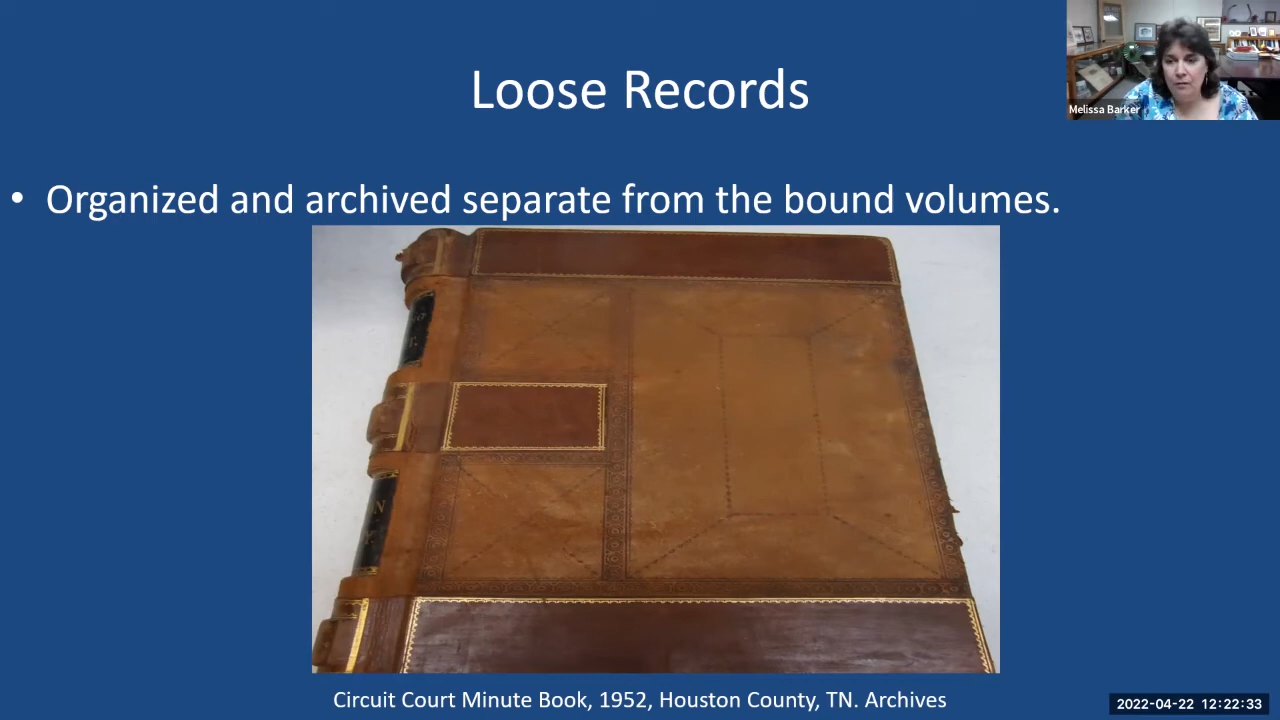 Loose Records
Melissa Barker
• Organized and archived separate from the bound volumes.
Circuit Court Minute Book, 1952, Houston County, TN. Archives
2022-04-22 12:22:33